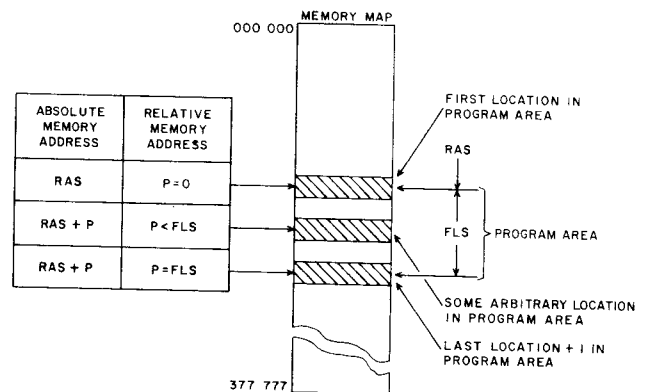 MEMORY MAP
000 000
ABSOLUTE
MEMORY
ADDRESS
RELATIVE
MEMORY
ADDRESS
RAS
P=0
RAS + P
P<FLS
RAS + P
P=FLS
FIRST LOCATION IN
PROGRAM AREA
RAS
FLS
PROGRAM AREA
SOME ARBITRARY LOCATION
IN PROGRAM AREA
LAST LOCATION + 1 IN
PROGRAM AREA
377 777